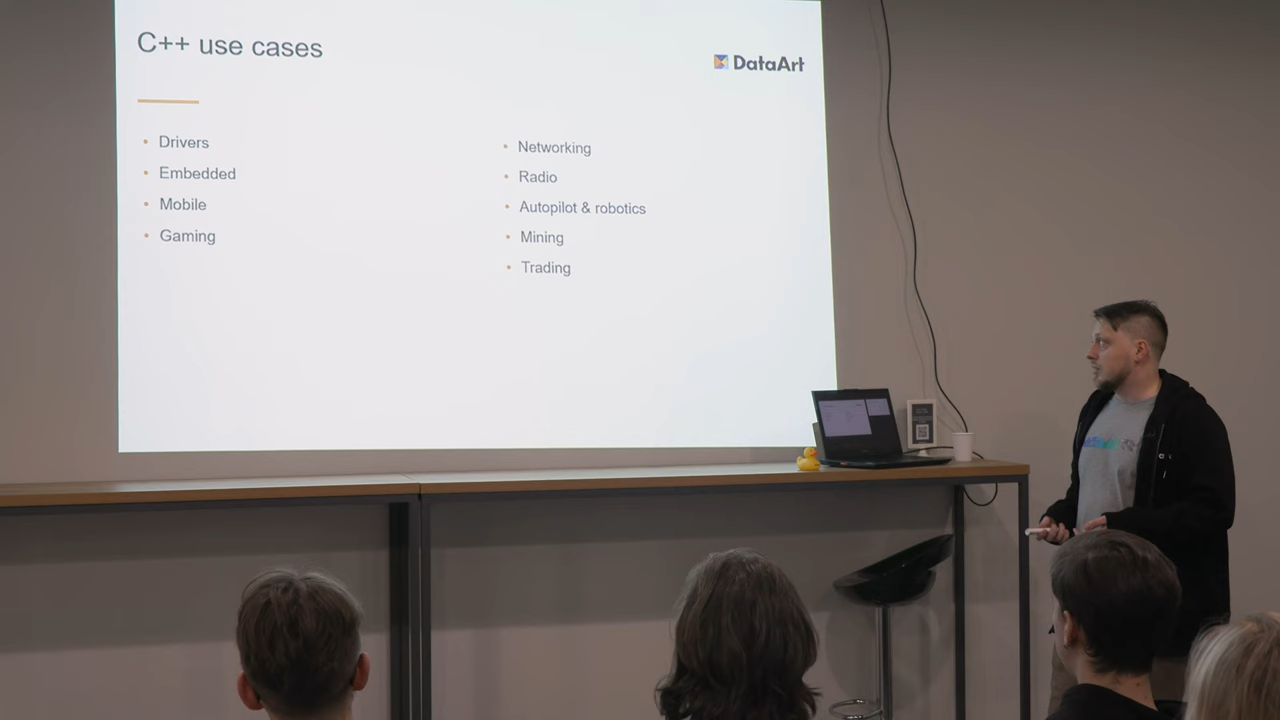 C++ use cases
DataArt
Drivers
Embedded
Mobile
Gaming
Networking
Radio
Autopilot & robotics
Mining
Trading